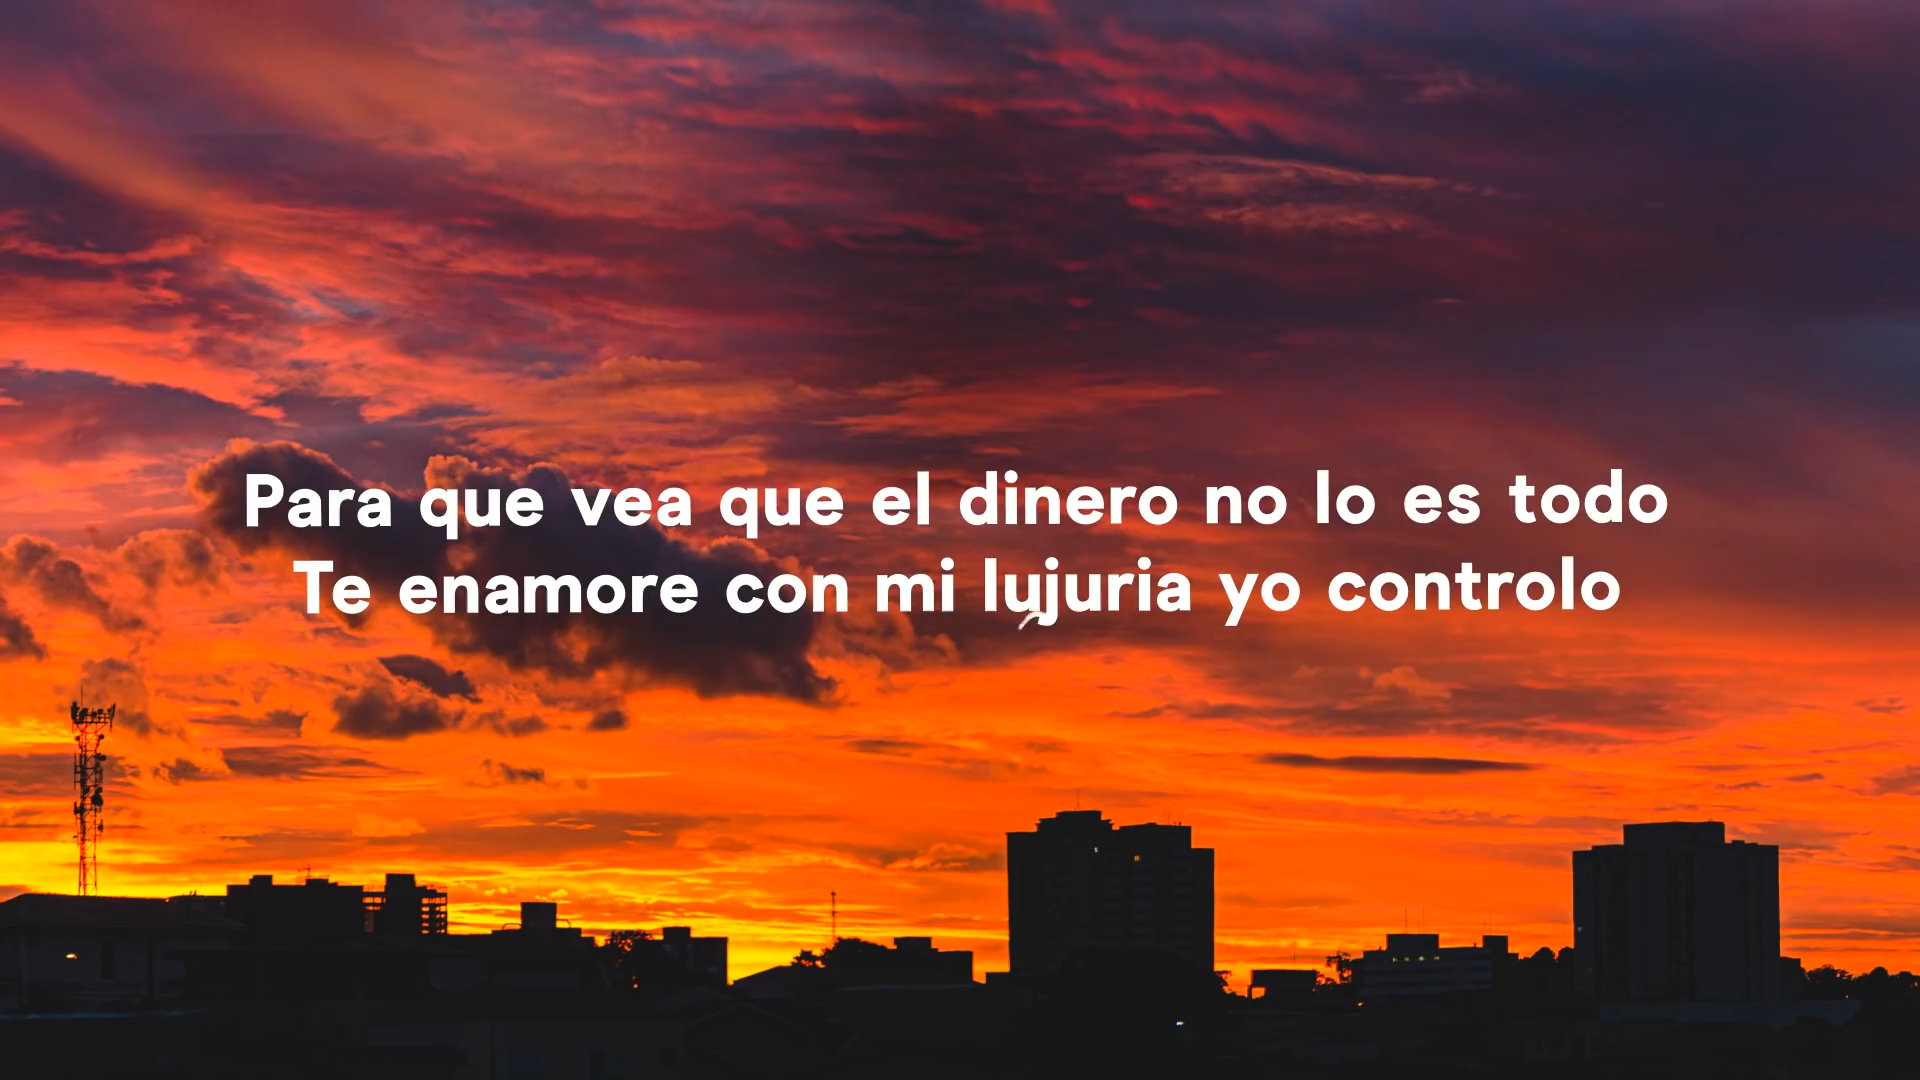 Para que vea que el dinero no lo es todo
Te enamore con mi lujuria yo controlo